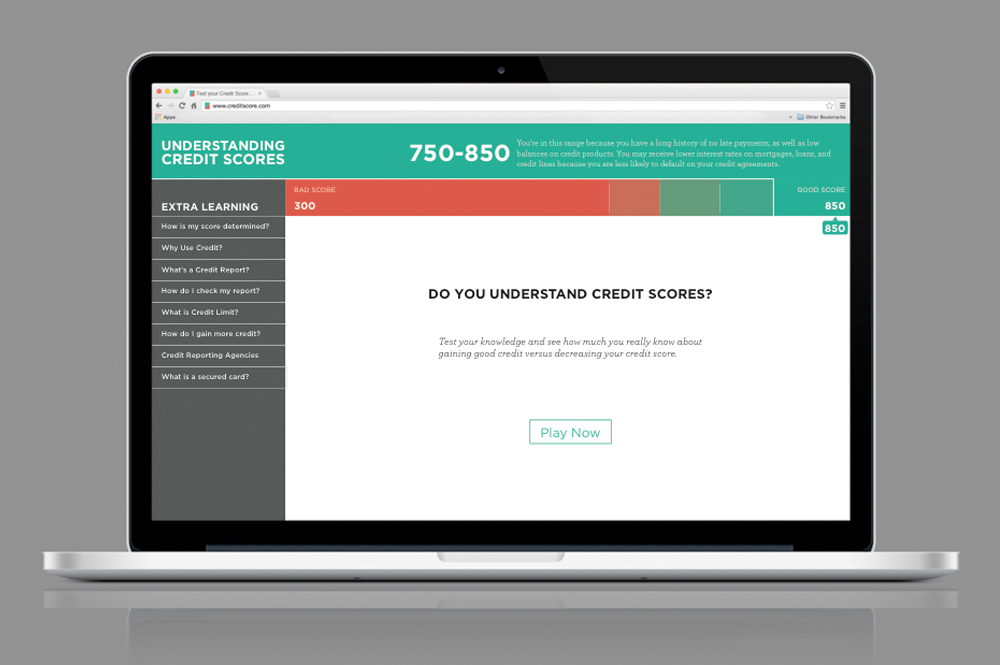 Test your Credit Score...
www.creditscore.com
Apps
Other Bookmarks
UNDERSTANDING
CREDIT SCORES
750-850
You're in this range because you have a long history of no late payments, as well as low
balances on credit products. You may receive lower interest rates on mortgages, loans, and
credit lines because you are less likely to default on your credit agreements.
BAD SCORE
300
GOOD SCORE
850
850
EXTRA LEARNING
How is my score determined?
Why Use Credit?
What's a Credit Report?
How do I check my report?
What is Credit Limit?
How do I gain more credit?
Credit Reporting Agencies
What is a secured card?
DO YOU UNDERSTAND CREDIT SCORES?
Test your knowledge and see how much you really know about
gaining good credit versus decreasing your credit score.
Play Now